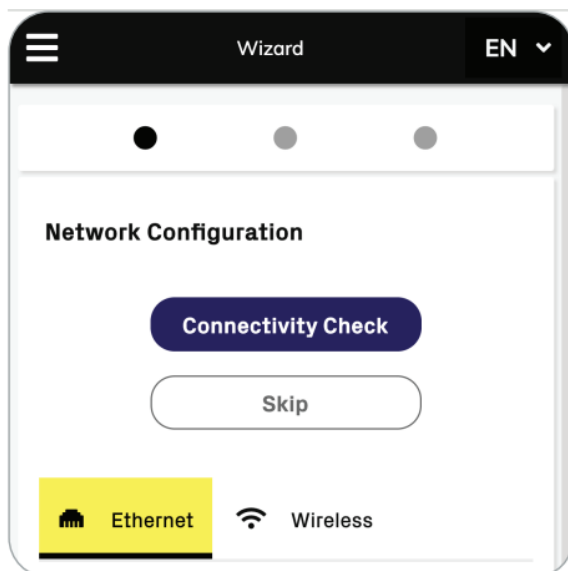 Wizard EN
Network Configuration
Connectivity Check
Skip
Ethernet Wireless